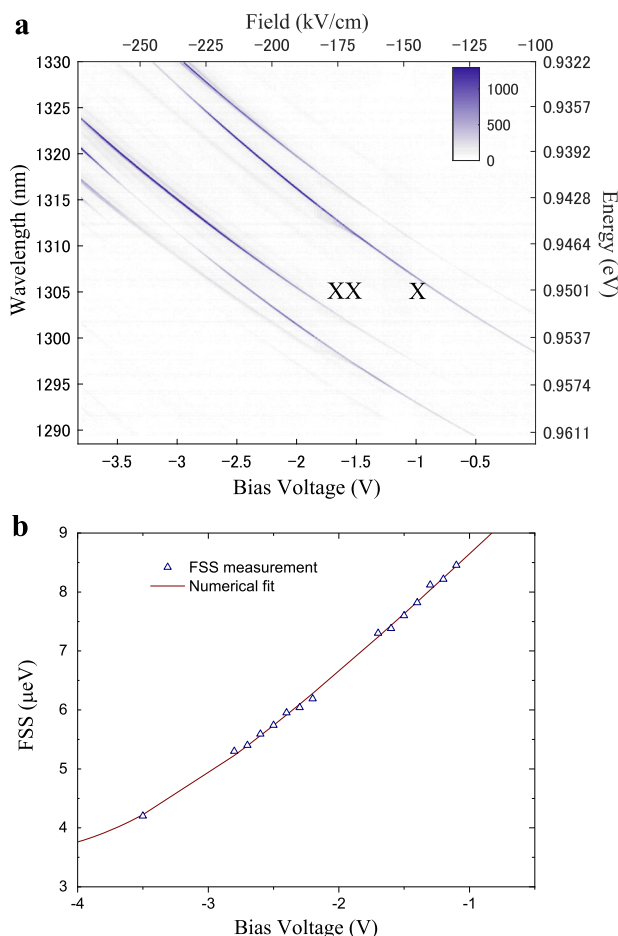 a
Field (kV/cm)
−250 −225 −200 −175 −150 −125 −100
1330 0.9322
1325 0.9357
1320 0.9392
1315 0.9428
1310 0.9464
1305 0.9501
1300 0.9537
1295 0.9574
1290 0.9611
1000
500
0
Wavelength (nm)
Energy (eV)
XX X
−3.5 −3 −2.5 −2 −1.5 −1 −0.5
Bias Voltage (V)
b
9
8
7
6
5
4
3
FSS measurement
Numerical fit
FSS (μeV)
-4 -3 -2 -1
Bias Voltage (V)